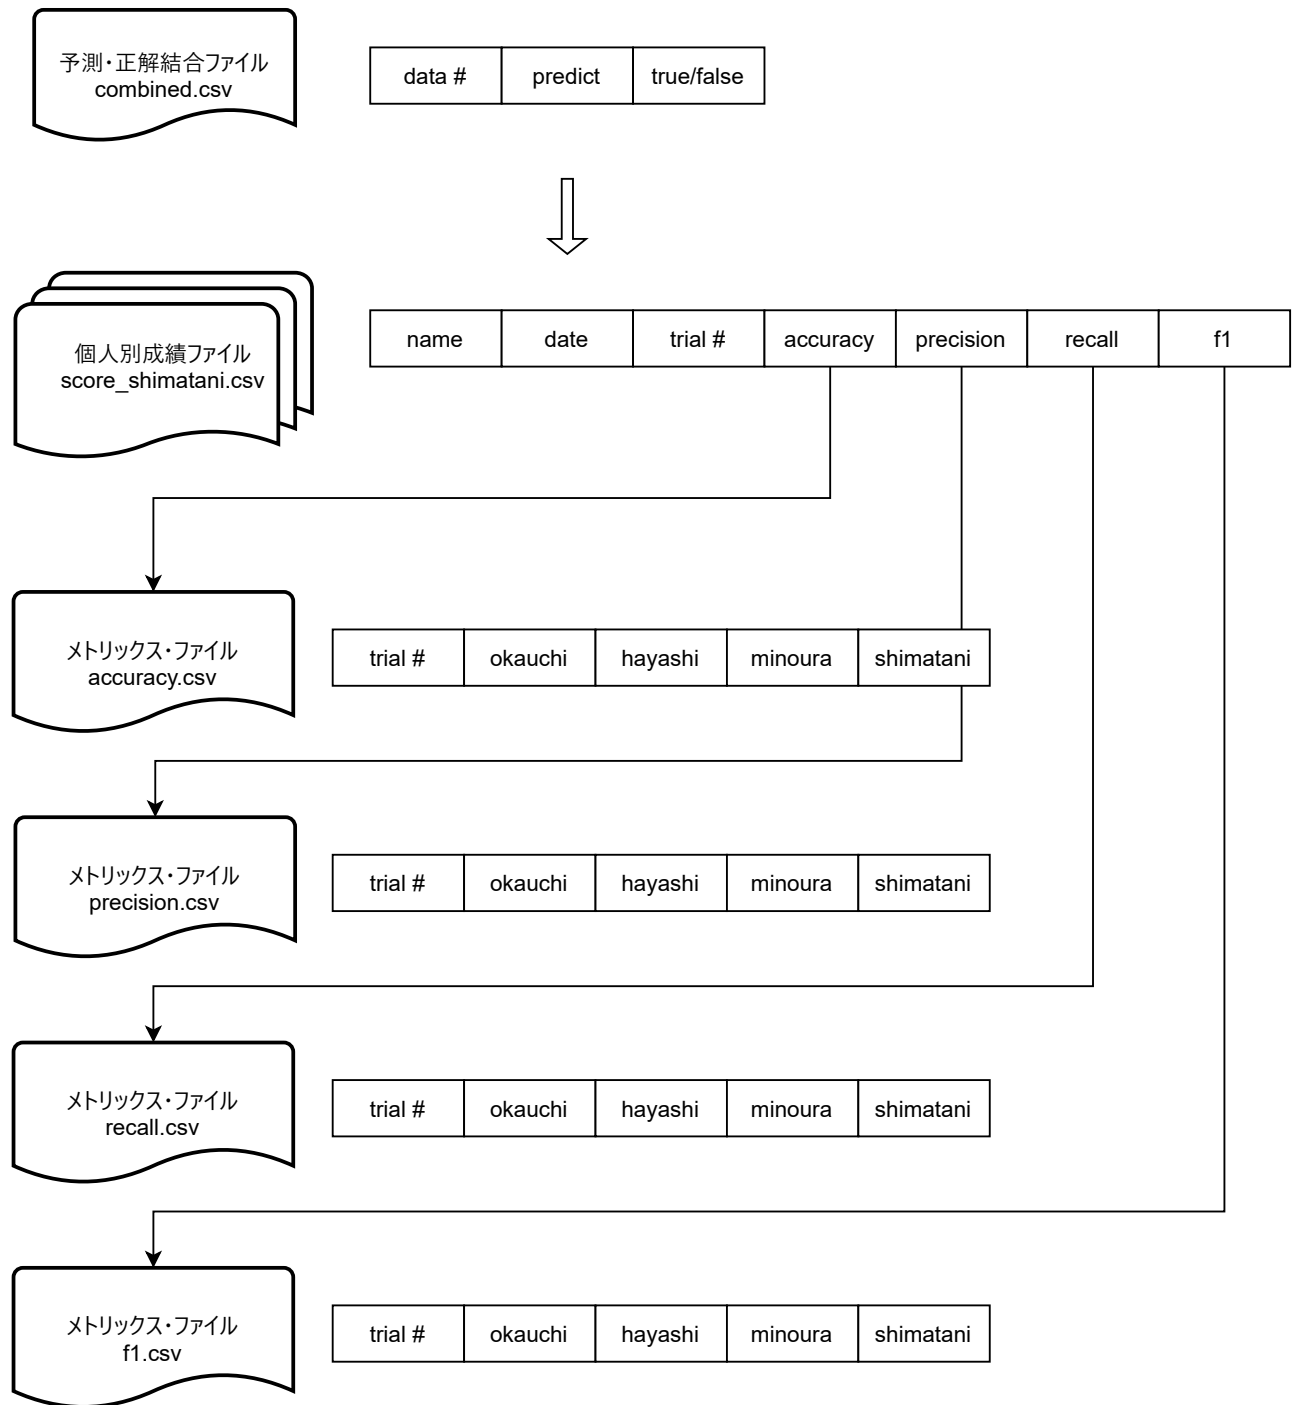 予測・正解結合ファイル
combined.csv
data # predict true/false
個人別成績ファイル
score_shimatani.csv
name date trial # accuracy precision recall f1
メトリックス・ファイル
accuracy.csv
trial # okauchi hayashi minoura shimatani
メトリックス・ファイル
precision.csv
trial # okauchi hayashi minoura shimatani
メトリックス・ファイル
recall.csv
trial # okauchi hayashi minoura shimatani
メトリックス・ファイル
f1.csv
trial # okauchi hayashi minoura shimatani